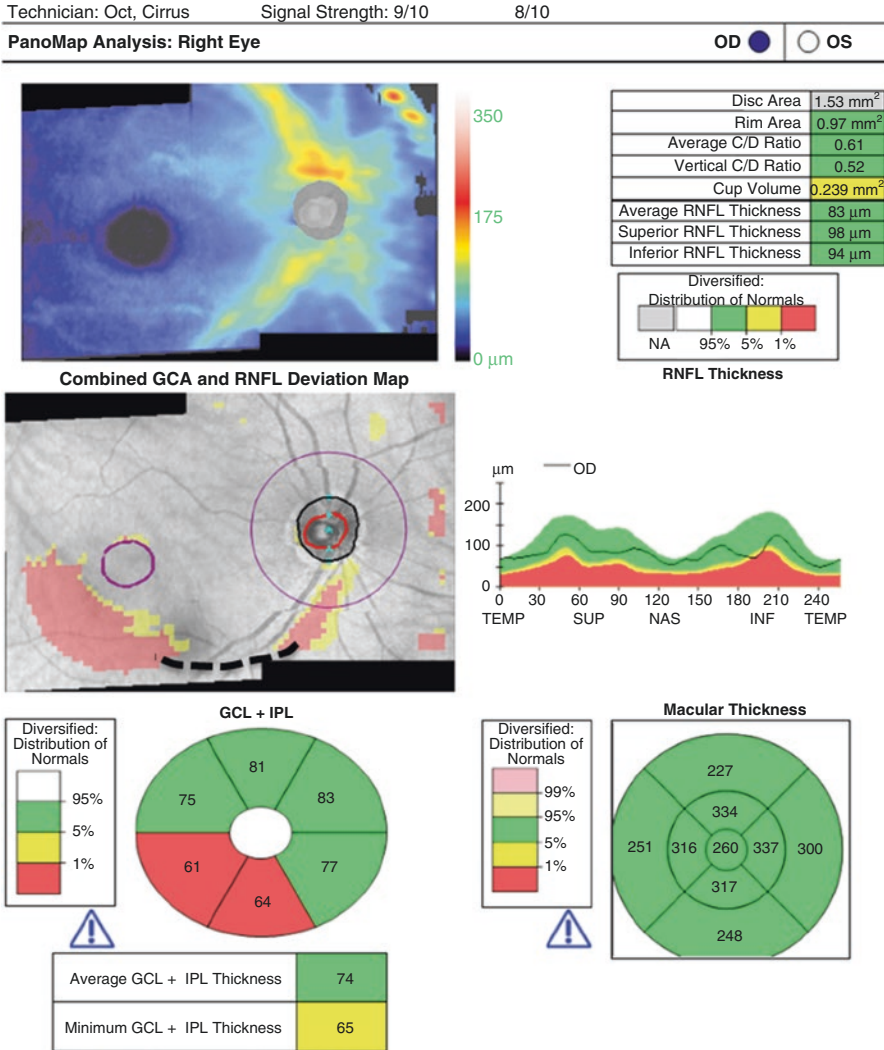 Technician: Oct, Cirrus Signal Strength: 9/10 8/10
PanoMap Analysis: Right Eye OD OS
350
175
0 μm
Disc Area 1.53 mm²
Rim Area 0.97 mm²
Average C/D Ratio 0.61
Vertical C/D Ratio 0.52
Cup Volume 0.239 mm²
Average RNFL Thickness 83 μm
Superior RNFL Thickness 98 μm
Inferior RNFL Thickness 94 μm
Diversified:
Distribution of Normals
NA 95% 5% 1%
Combined GCA and RNFL Deviation Map
RNFL Thickness
μm OD
200
100
0
0 30 60 90 120 150 180 210 240
TEMP SUP NAS INF TEMP
GCL + IPL
Diversified:
Distribution of
Normals
95%
5%
1%
81
75 83
61 77
64
Average GCL + IPL Thickness 74
Minimum GCL + IPL Thickness 65
Macular Thickness
Diversified:
Distribution of
Normals
99%
95%
5%
1%
227
334
251 316 260 337 300
317
248